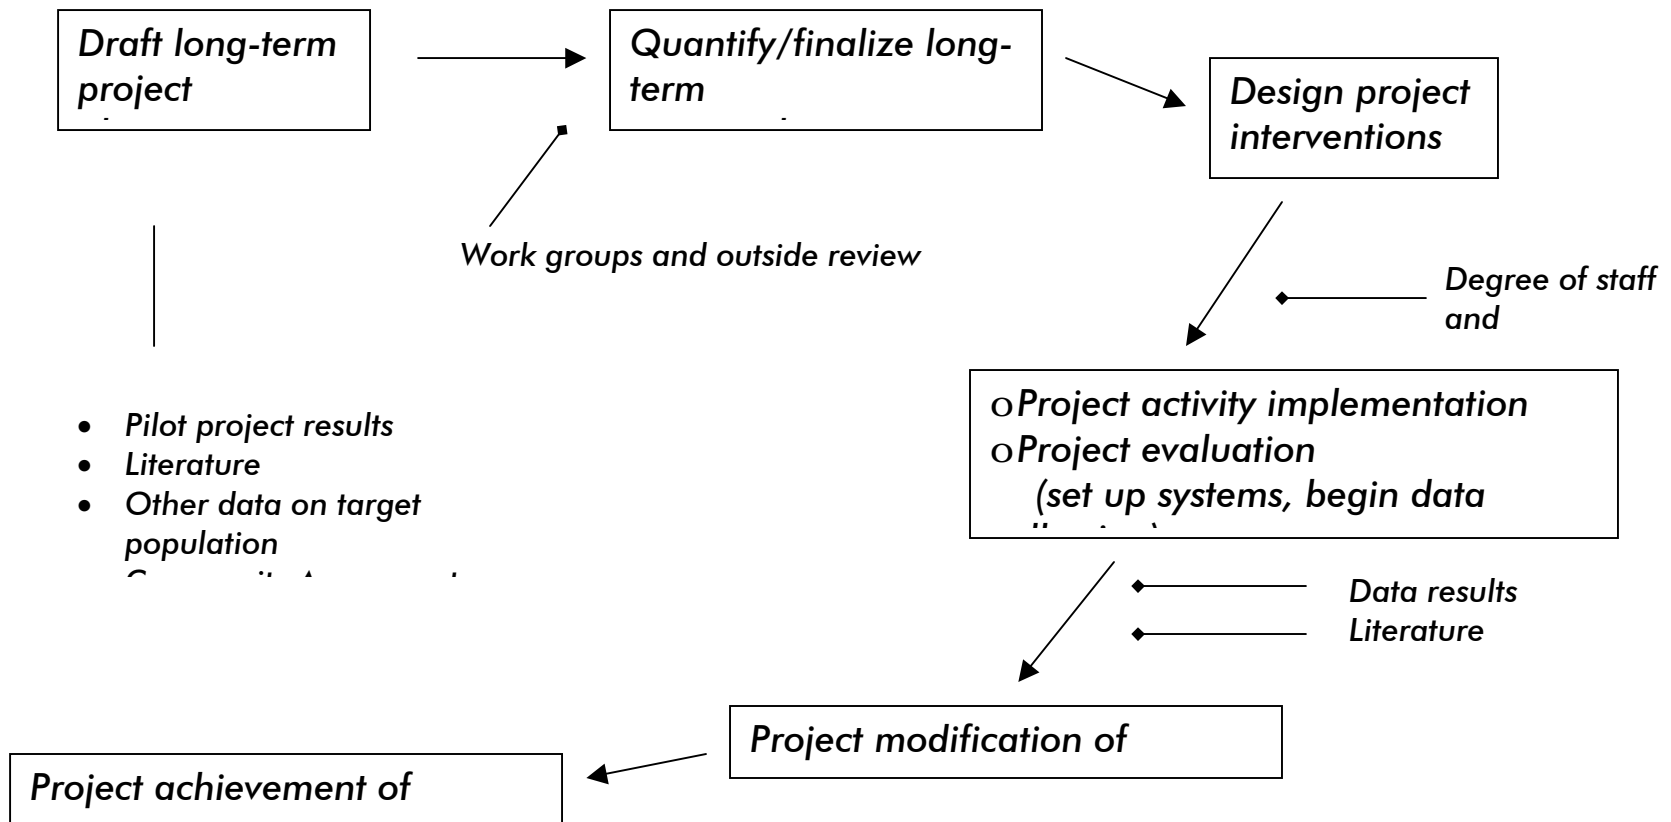 Draft long-term
project
Quantify/finalize long-
term
Design project
interventions
Work groups and outside review
Degree of staff
and
• Pilot project results
• Literature
• Other data on target
population
o Project activity implementation
o Project evaluation
(set up systems, begin data
Data results
Literature
Project modification of
Project achievement of